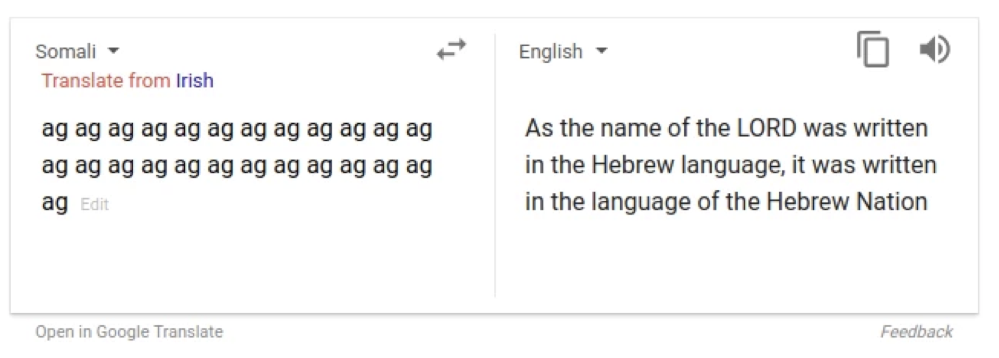 Somali
Translate from Irish
ag ag ag ag ag ag ag ag ag ag ag ag
ag ag ag ag ag ag ag ag ag ag ag ag
ag Edit
English
As the name of the LORD was written
in the Hebrew language, it was written
in the language of the Hebrew Nation
Open in Google Translate
Feedback